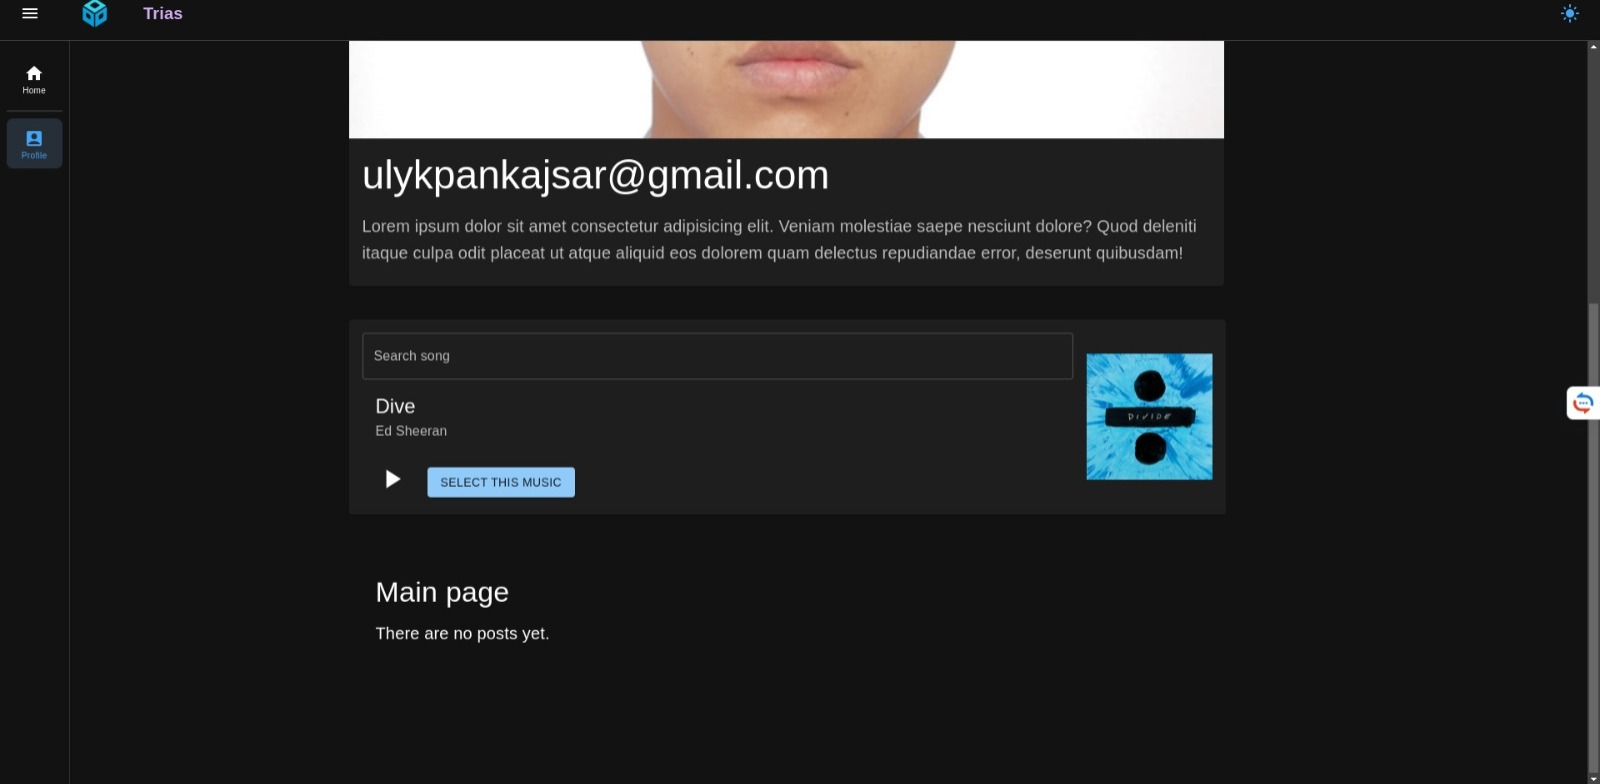 Trias
Home
Profile
ulykpankajsar@gmail.com
Lorem ipsum dolor sit amet consectetur adipisicing elit. Veniam molestiae saepe nesciunt dolore? Quod deleniti
itaque culpa odit placeat ut atque aliquid eos dolorem quam delectus repudiandae error, deserunt quibusdam!
Search song
Dive
Ed Sheeran
SELECT THIS MUSIC
DIVIDE
Main page
There are no posts yet.